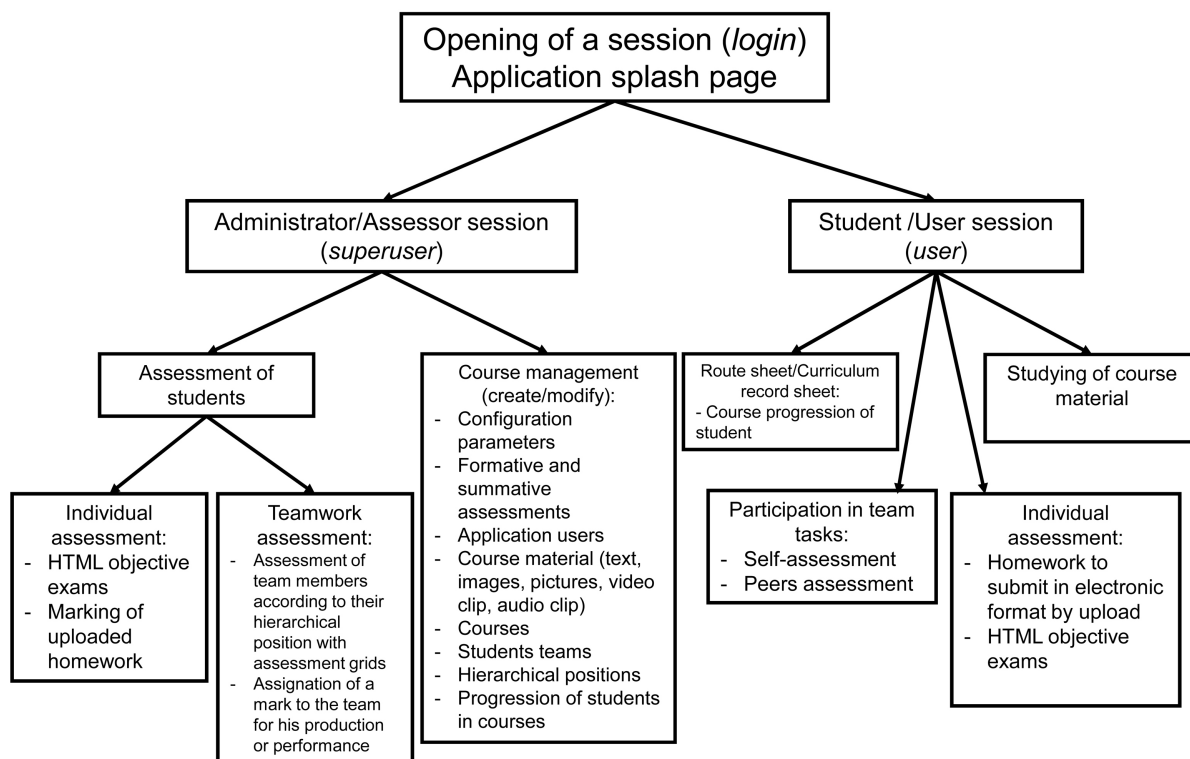 Opening of a session (login)
Application splash page
Administrator/Assessor session
(superuser)
Student /User session
(user)
Assessment of
students
Course management
(create/modify):
- Configuration
parameters
- Formative and
summative
assessments
- Application users
- Course material (text,
images, pictures, video
clip, audio clip)
- Courses
- Students teams
- Hierarchical positions
- Progression of students
in courses
Route sheet/Curriculum
record sheet:
- Course progression of
student
Studying of course
material
Individual
assessment:
- HTML objective
exams
- Marking of
uploaded
homework
Teamwork
assessment:
- Assessment of
team members
according to their
hierarchical
position with
assessment grids
- Assignation of a
mark to the team
for his production
or performance
Participation in team
tasks:
- Self-assessment
- Peers assessment
Individual
assessment:
- Homework to
submit in electronic
format by upload
- HTML objective
exams